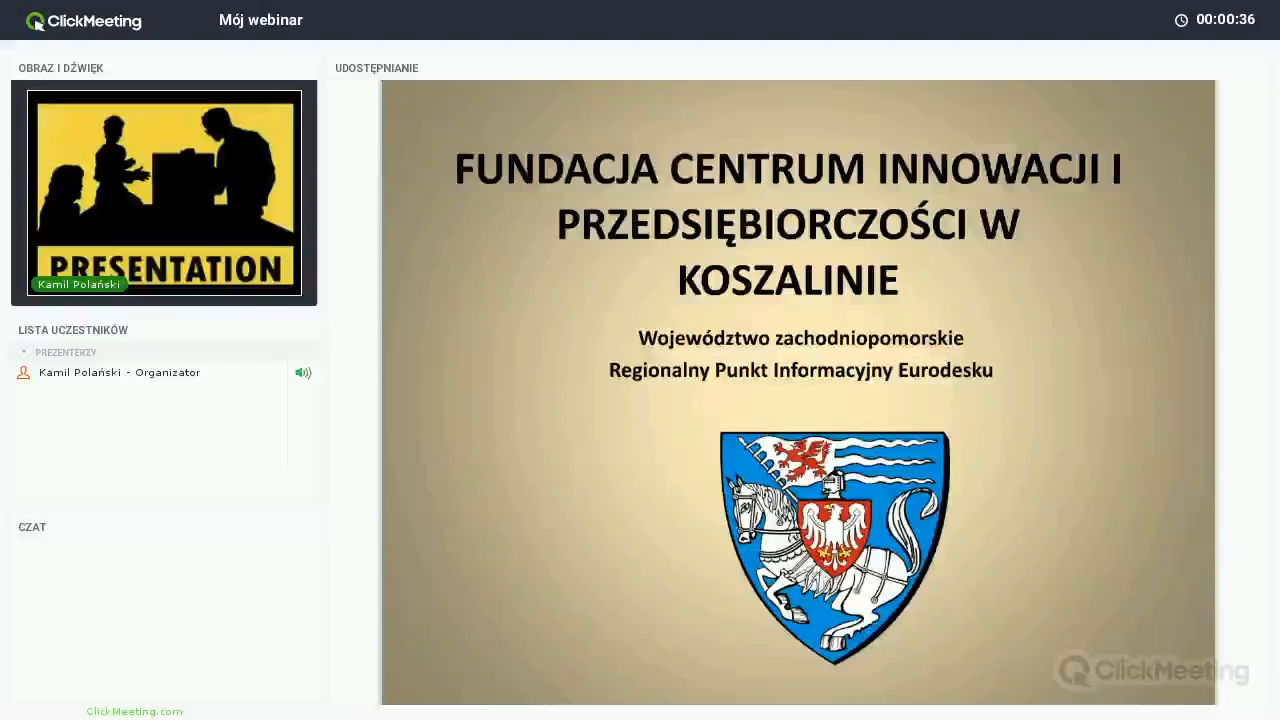 ClickMeeting
Mój webinar
00:00:36
OBRAZ I DŹWIĘK
PRESENTATION
Kamil Polański
LISTA UCZESTNIKÓW
PREZENTERZY
Kamil Polański - Organizator
CZAT
ClickMeeting.com
UDOSTĘPNIANIE
FUNDACJA CENTRUM INNOWACJI I
PRZEDSIĘBIORCZOŚCI W
KOSZALINIE
Województwo zachodniopomorskie
Regionalny Punkt Informacyjny Eurodesku
ClickMeeting